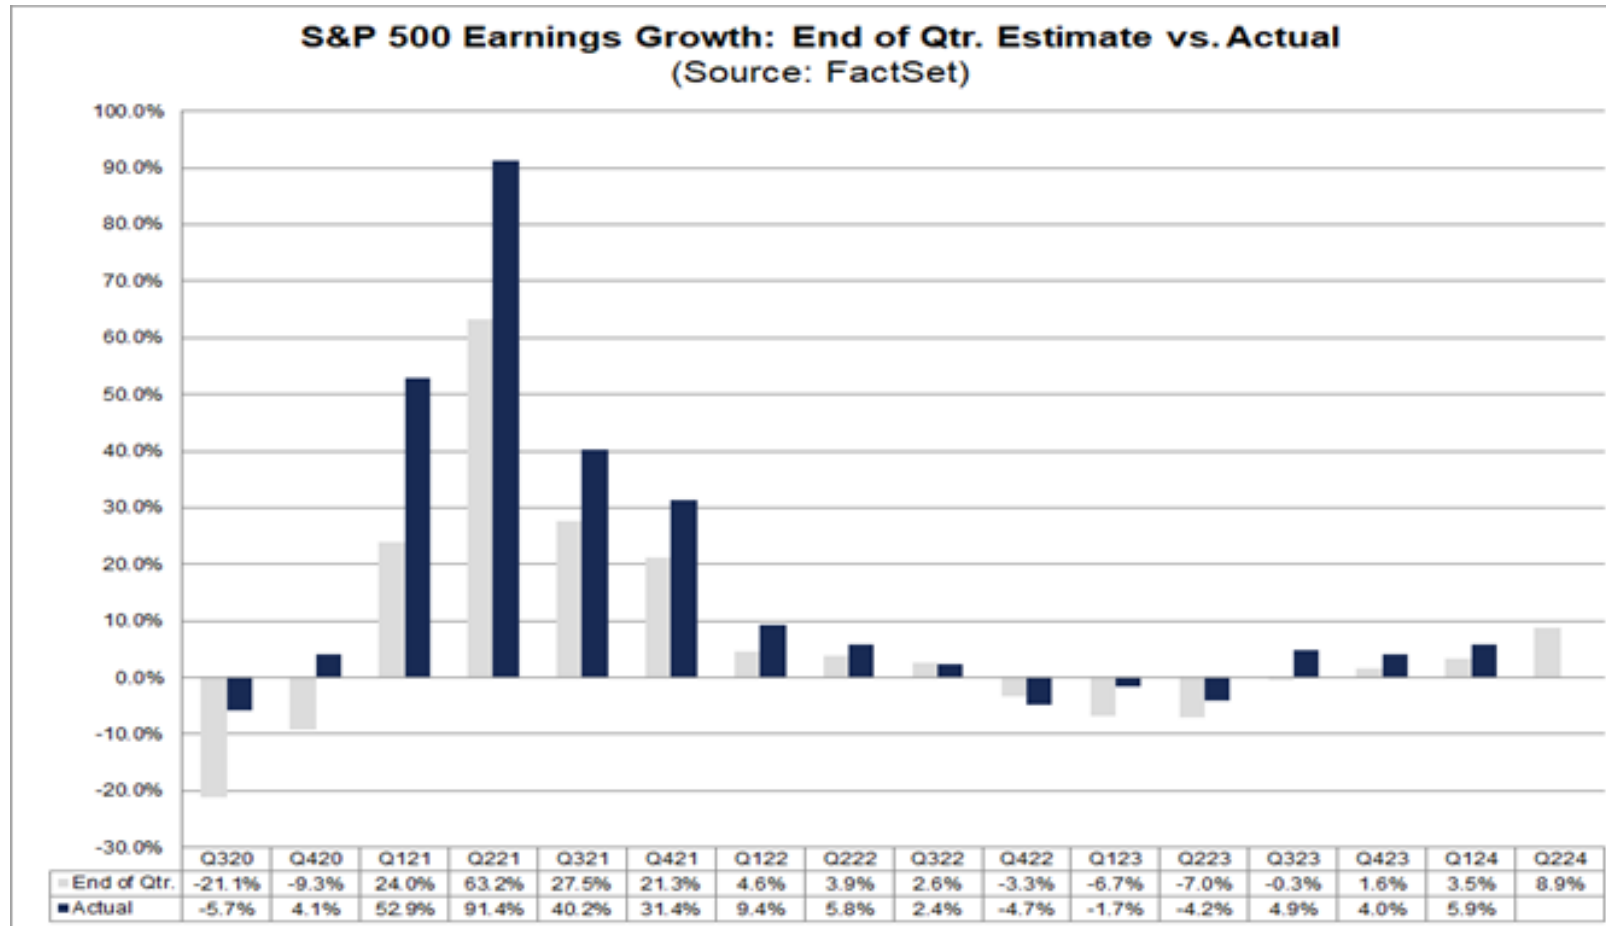 S&P 500 Earnings Growth: End of Qtr. Estimate vs. Actual
(Source: FactSet)
100.0%
90.0%
80.0%
70.0%
60.0%
50.0%
40.0%
30.0%
20.0%
10.0%
0.0%
-10.0%
-20.0%
-30.0%
Q320 Q420 Q121 Q221 Q321 Q421 Q122 Q222 Q322 Q422 Q123 Q223 Q323 Q423 Q124 Q224
End of Qtr. -21.1% -9.3% 24.0% 63.2% 27.5% 21.3% 4.6% 3.9% 2.6% -3.3% -6.7% -7.0% -0.3% 1.6% 3.5% 8.9%
Actual -5.7% 4.1% 52.9% 91.4% 40.2% 31.4% 9.4% 5.8% 2.4% -4.7% -1.7% -4.2% 4.9% 4.0% 5.9%